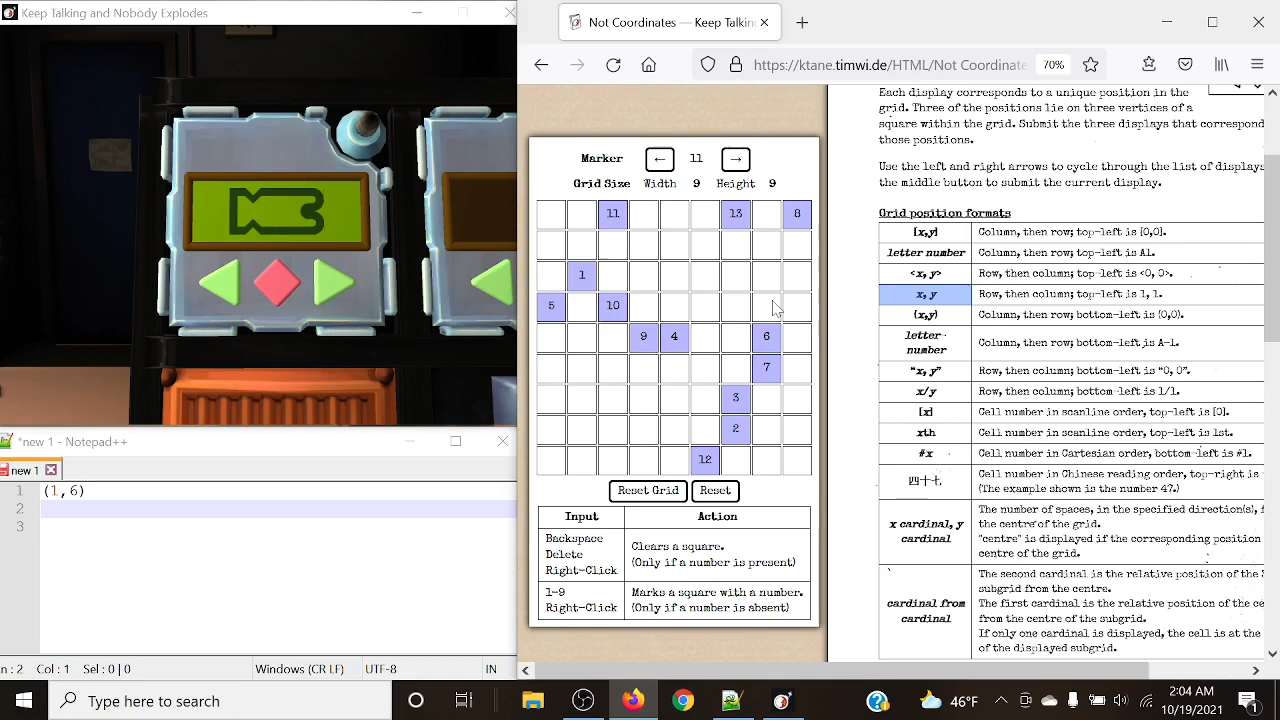 Keep Talking and Nobody Explodes
*new 1 - Notepad++
new 1
1 (1,6)
2
3
Ln : 2 Col : 1 Sel : 0 | 0
Windows (CR LF)
UTF-8
IN
Not Coordinates — Keep Talkin
https://ktane.timwi.de/HTML/Not Coordinate
70%
Marker ← 11 →
Grid Size Width 9 Height 9
11 13 8
1
5 10
9 4 6
7
3
2
12
Reset Grid Reset
Input Action
Backspace
Delete
Right-Click
Clears a square.
(Only if a number is present)
1-9
Right-Click
Marks a square with a number.
(Only if a number is absent)
Each display corresponds to a unique position in the
grid. Three of the positions lie on three vertices of a
square within the grid. Submit the three displays that correspond
those positions.
Use the left and right arrows to cycle through the list of displays
the middle button to submit the current display.
Grid position formats
[x,y] Column, then row; top-left is [0,0].
letter number Column, then row; top-left is A1.
<x, y> Row, then column; top-left is <0, 0>.
x, y Row, then column; top-left is 1, 1.
(x,y) Column, then row; bottom-left is (0,0).
letter-
number
Column, then row; bottom-left is A-1.
"x, y" Row, then column; bottom-left is "0, 0".
x/y Row, then column; bottom-left is 1/1.
[x] Cell number in scanline order, top-left is [0].
xth Cell number in scanline order, top-left is 1st.
#x Cell number in Cartesian order, bottom-left is #1.
四十七
Cell number in Chinese reading order, top-right is
(The example shown is the number 47.)
x cardinal, y
cardinal
The number of spaces, in the specified direction(s), f
the centre of the grid.
"centre" is displayed if the corresponding position
centre of the grid.
cardinal from
cardinal
The second cardinal is the relative position of the
subgrid from the centre.
The first cardinal is the relative position of the ce
from the centre of the subgrid.
If only one cardinal is displayed, the cell is at the
of the displayed subgrid.
Type here to search
46°F
2:04 AM
10/19/2021